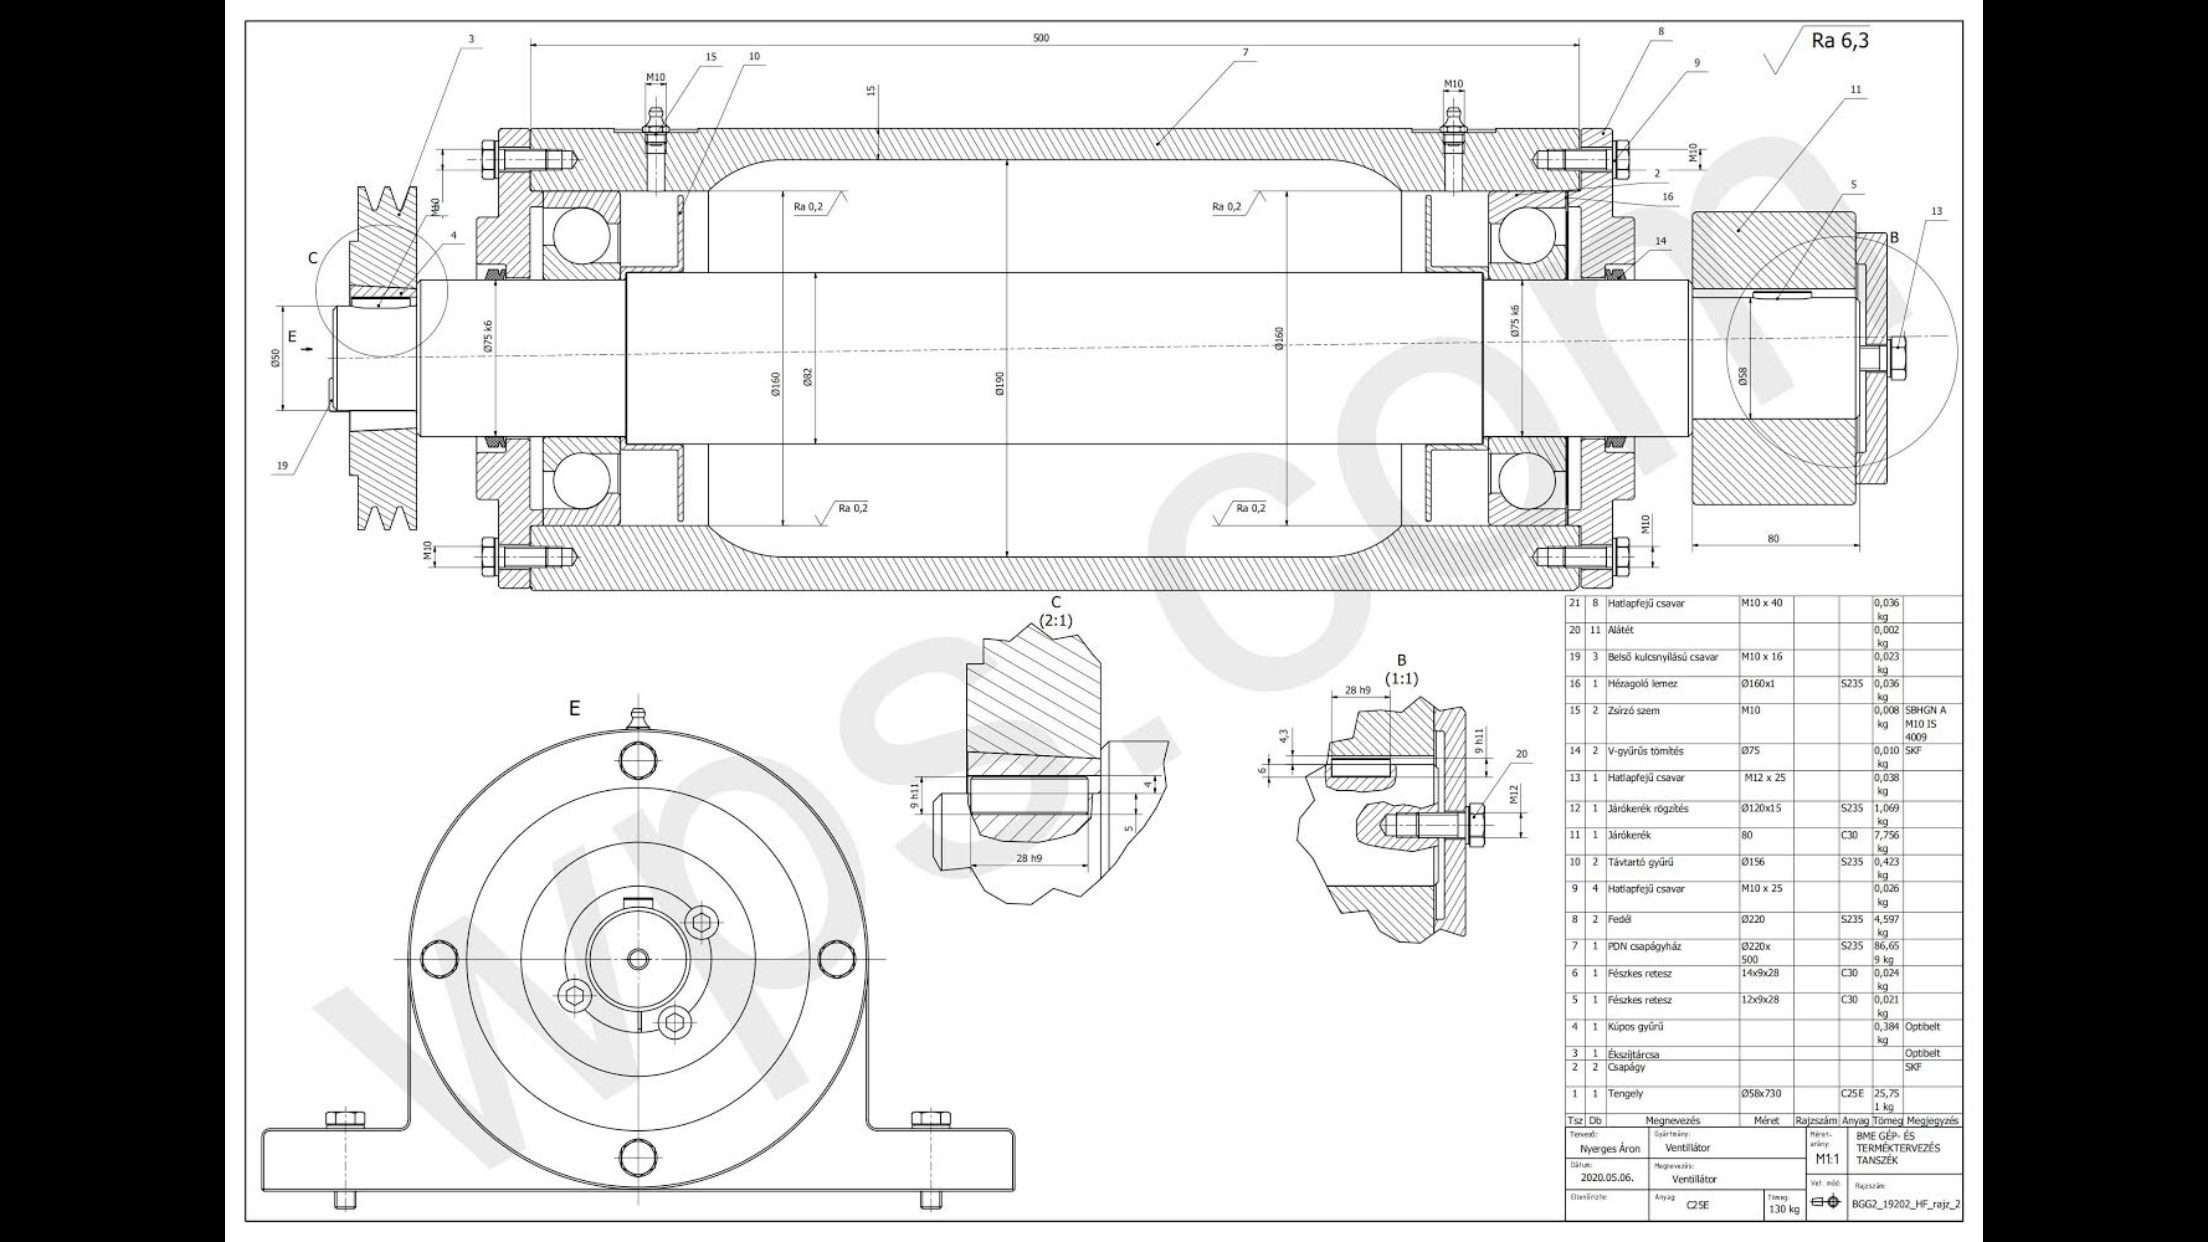 3
500
15
10
7
8
Ra 6,3
9
11
M10
15
M10
M10
2
16
5
13
14
M10
4
C
B
Ra 0,2
Ra 0,2
E
Ø50
Ø75 k6
Ø160
Ø82
Ø190
Ø160
Ø75 k6
Ø58
19
Ra 0,2
Ra 0,2
M10
M10
80
C
(2:1)
B
(1:1)
28 h9
4,3
6
9 h11
20
M12
9 h11
4
5
28 h9
E
wps.com
21 8 Hatlapfejű csavar M10 x 40 0,036
kg
20 11 Alátét 0,002
kg
19 3 Belső kulcsnyílású csavar M10 x 16 0,023
kg
16 1 Hézagoló lemez Ø160x1 S235 0,036
kg
15 2 Zsírzó szem M10 0,008 SBHGN A
kg M10 IS
4009
14 2 V-gyűrűs tömítés Ø75 0,010 SKF
kg
13 1 Hatlapfejű csavar M12 x 25 0,038
kg
12 1 Járókerék rögzítés Ø120x15 S235 1,069
kg
11 1 Járókerék 80 C30 7,756
kg
10 2 Távtartó gyűrű Ø156 S235 0,423
kg
9 4 Hatlapfejű csavar M10 x 25 0,026
kg
8 2 Fedél Ø220 S235 4,597
kg
7 1 PDN csapágyház Ø220x S235 86,65
500 9 kg
6 1 Fészkes retesz 14x9x28 C30 0,024
kg
5 1 Fészkes retesz 12x9x28 C30 0,021
kg
4 1 Kúpos gyűrű 0,384 Optibelt
kg
3 1 Ékszíjtárcsa Optibelt
2 2 Csapágy SKF
1 1 Tengely Ø58x730 C25E 25,75
1 kg
Tsz Db Megnevezés Méret Rajzszám Anyag Tömeg Megjegyzés
Tervező:
Nyerges Áron
Gyártmány:
Ventillátor
Méret-
arány:
M1:1
BME GÉP- ÉS
TERMÉKTERVEZÉS
TANSZÉK
Dátum:
2020.05.06.
Megnevezés:
Ventillátor
Vet. mód:
Rajzszám:
BGG2_19202_HF_rajz_2
Ellenőrizte:
Anyag
C25E
Tömeg:
130 kg